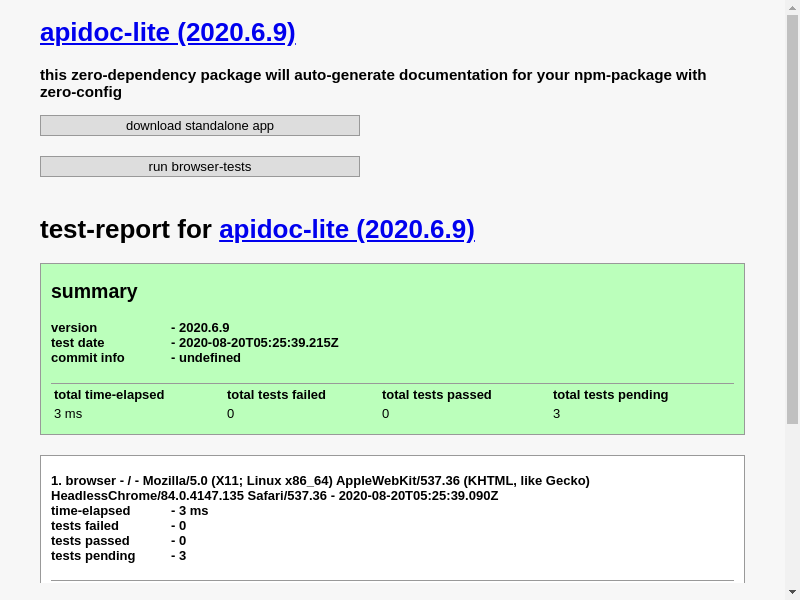 apidoc-lite (2020.6.9)
this zero-dependency package will auto-generate documentation for your npm-package with
zero-config
download standalone app
run browser-tests
test-report for apidoc-lite (2020.6.9)
summary
version - 2020.6.9
test date - 2020-08-20T05:25:39.215Z
commit info - undefined
total time-elapsed total tests failed total tests passed total tests pending
3 ms 0 0 3
1. browser - / - Mozilla/5.0 (X11; Linux x86_64) AppleWebKit/537.36 (KHTML, like Gecko)
HeadlessChrome/84.0.4147.135 Safari/537.36 - 2020-08-20T05:25:39.090Z
time-elapsed - 3 ms
tests failed - 0
tests passed - 0
tests pending - 3